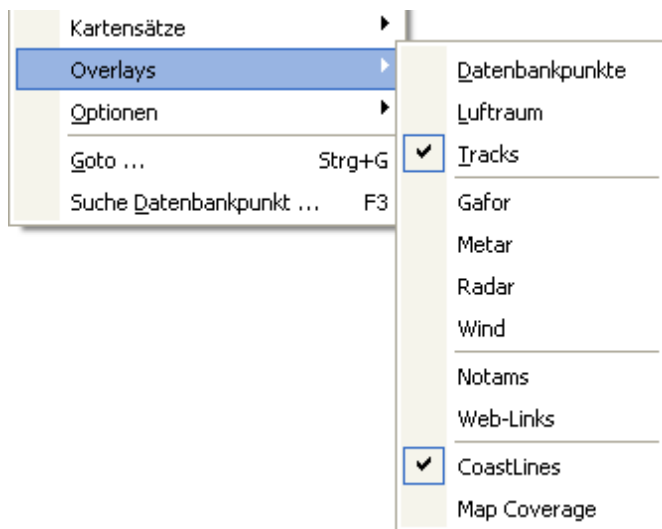 Kartensätze
Overlays
Optionen
Goto ... Strg+G
Suche Datenbankpunkt ... F3
Datenbankpunkte
Luftraum
Tracks
Gafor
Metar
Radar
Wind
Notams
Web-Links
CoastLines
Map Coverage